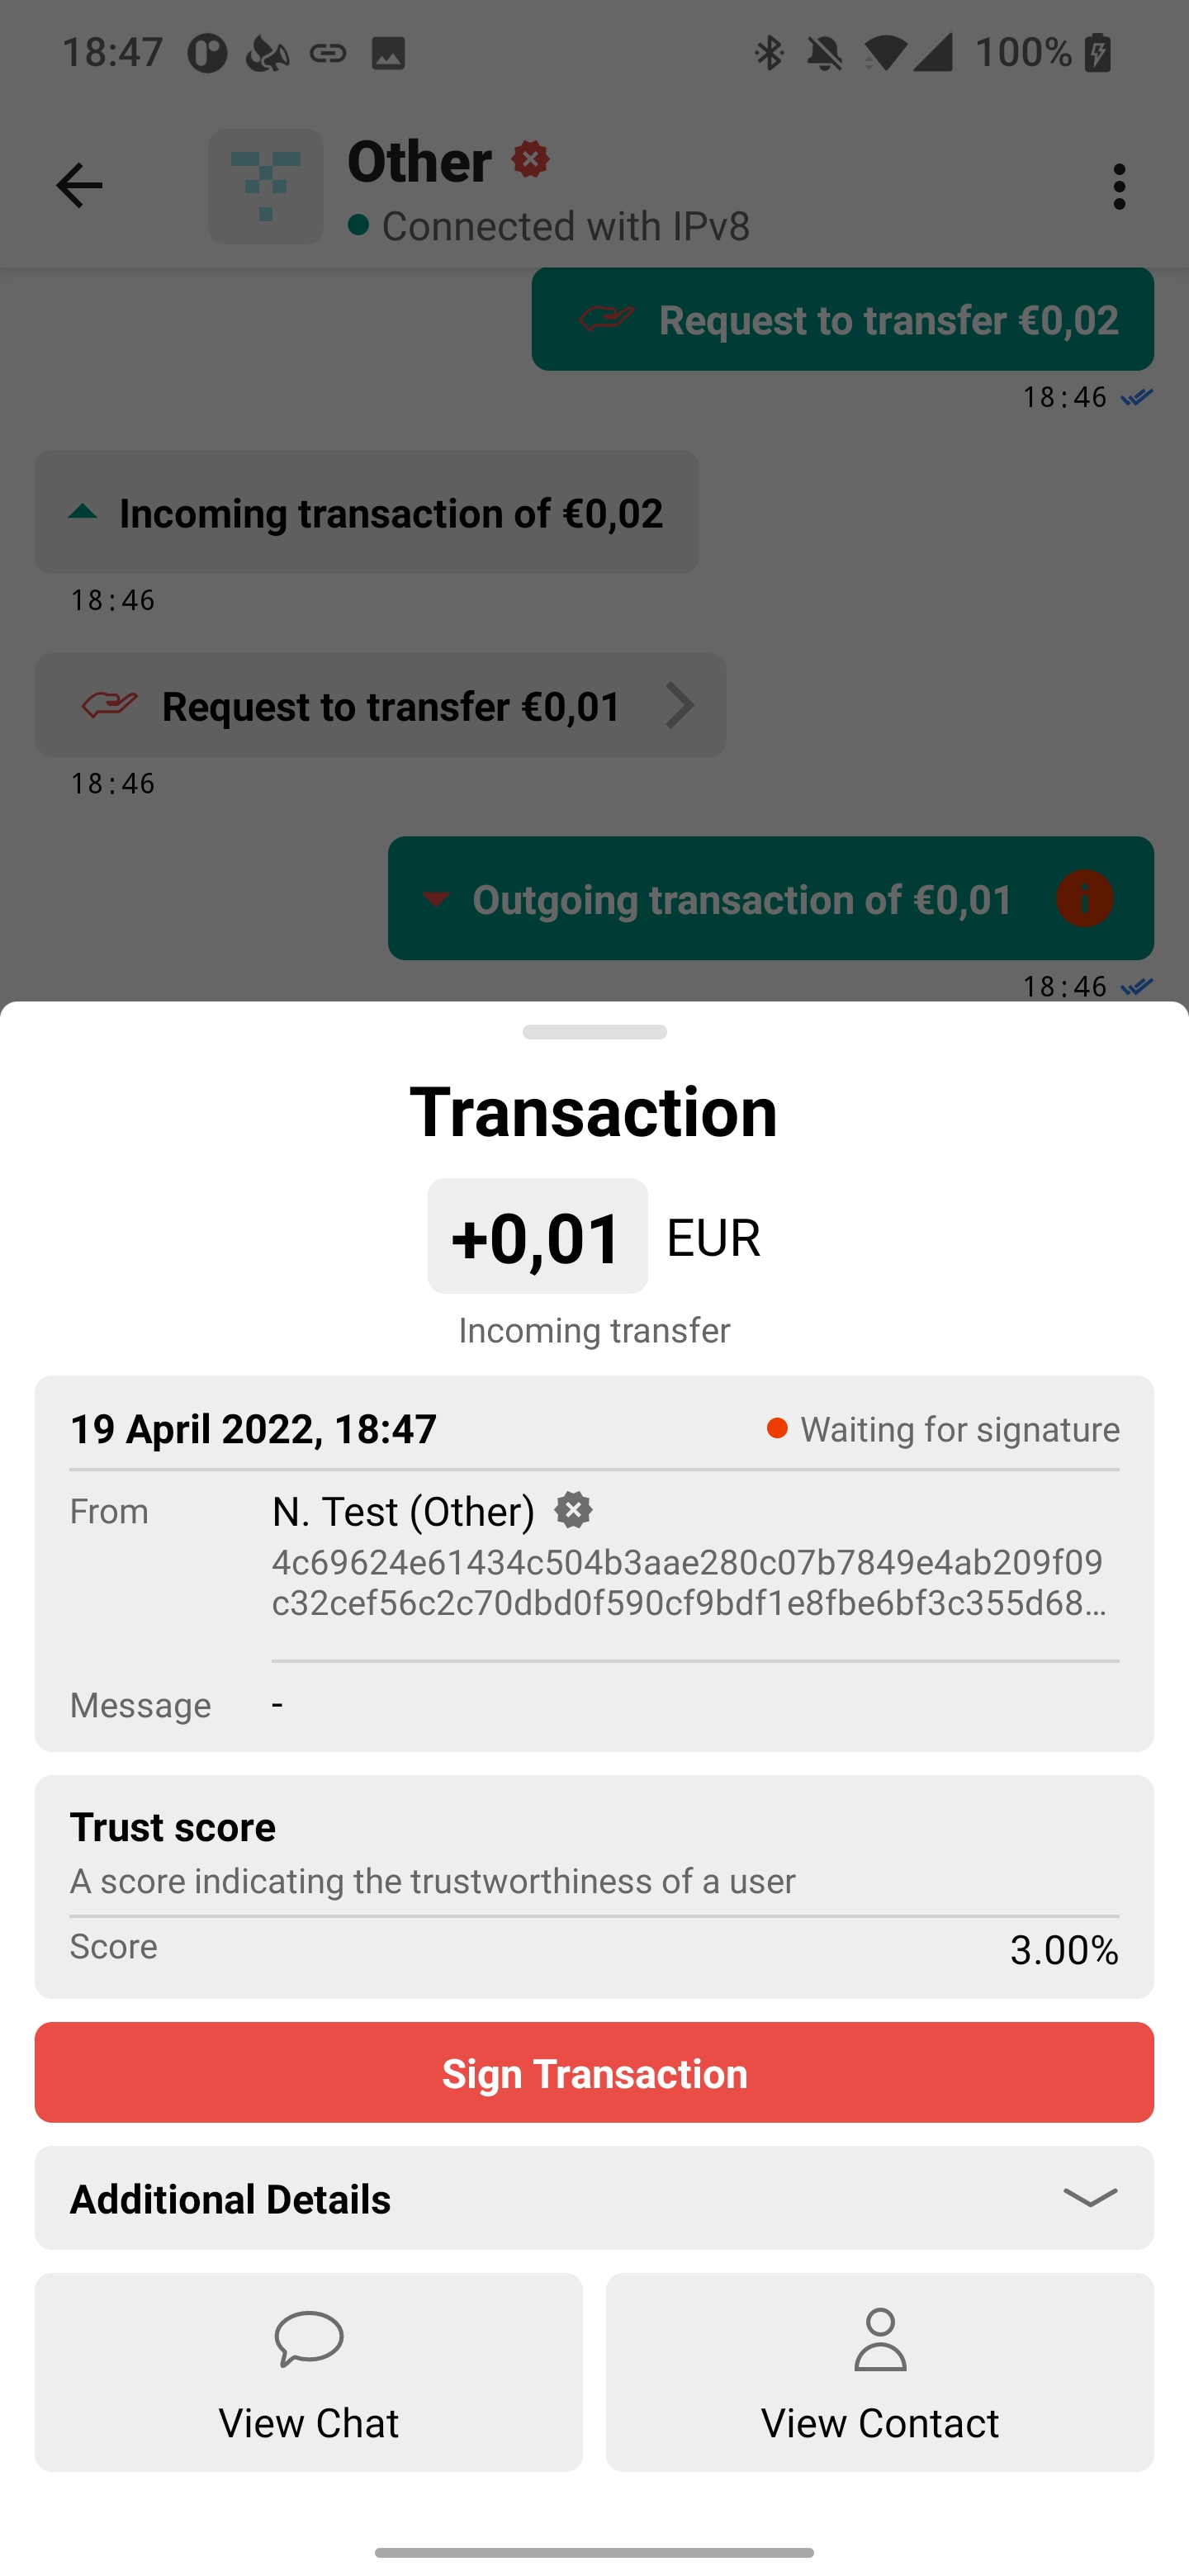 18:47
100%
Other
Connected with IPv8
Request to transfer €0,02
18:46
Incoming transaction of €0,02
18:46
Request to transfer €0,01
18:46
Outgoing transaction of €0,01
18:46
Transaction
+0,01 EUR
Incoming transfer
19 April 2022, 18:47 Waiting for signature
From N. Test (Other)
4c69624e61434c504b3aae280c07b7849e4ab209f09
c32cef56c2c70dbd0f590cf9bdf1e8fbe6bf3c355d68...
Message -
Trust score
A score indicating the trustworthiness of a user
Score 3.00%
Sign Transaction
Additional Details
View Chat
View Contact